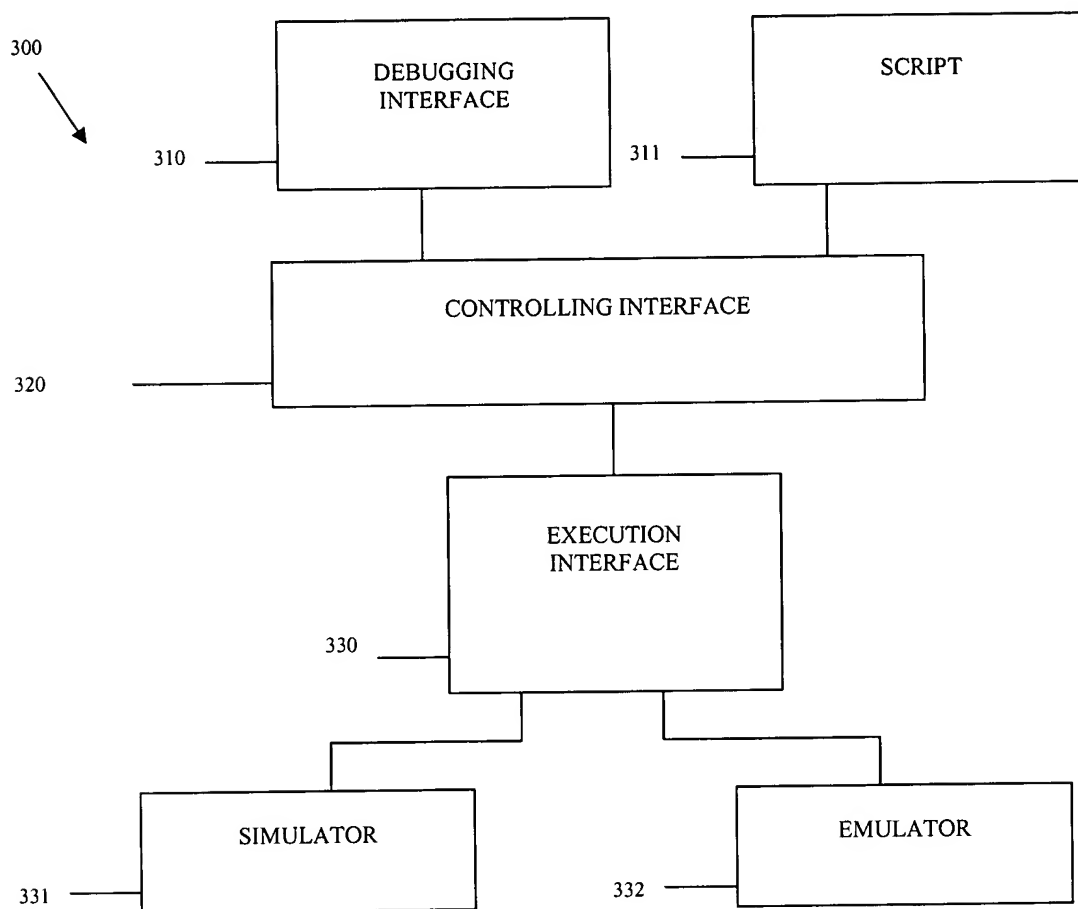 300
DEBUGGING
INTERFACE
SCRIPT
310
311
CONTROLLING INTERFACE
320
EXECUTION
INTERFACE
330
SIMULATOR
EMULATOR
331
332